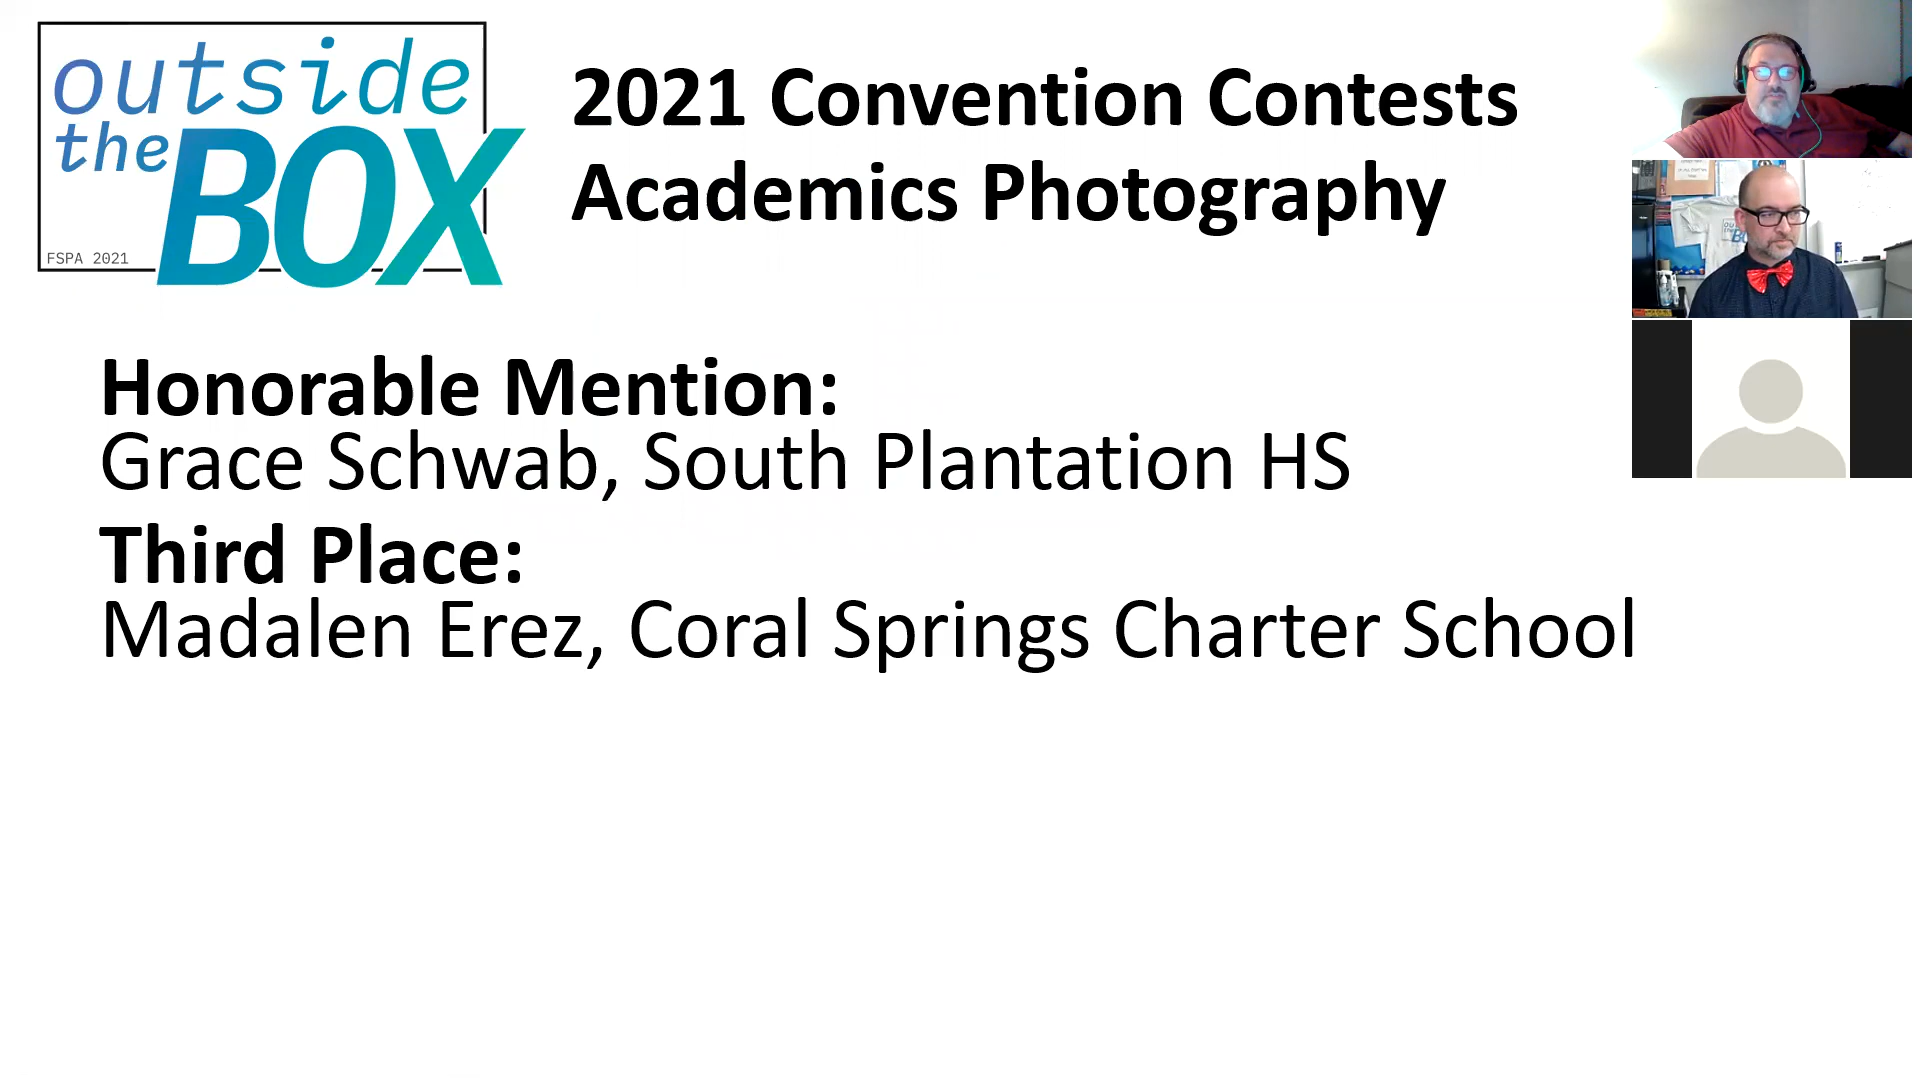 outside
the BOX
FSPA 2021
2021 Convention Contests
Academics Photography
Honorable Mention:
Grace Schwab, South Plantation HS
Third Place:
Madalen Erez, Coral Springs Charter School